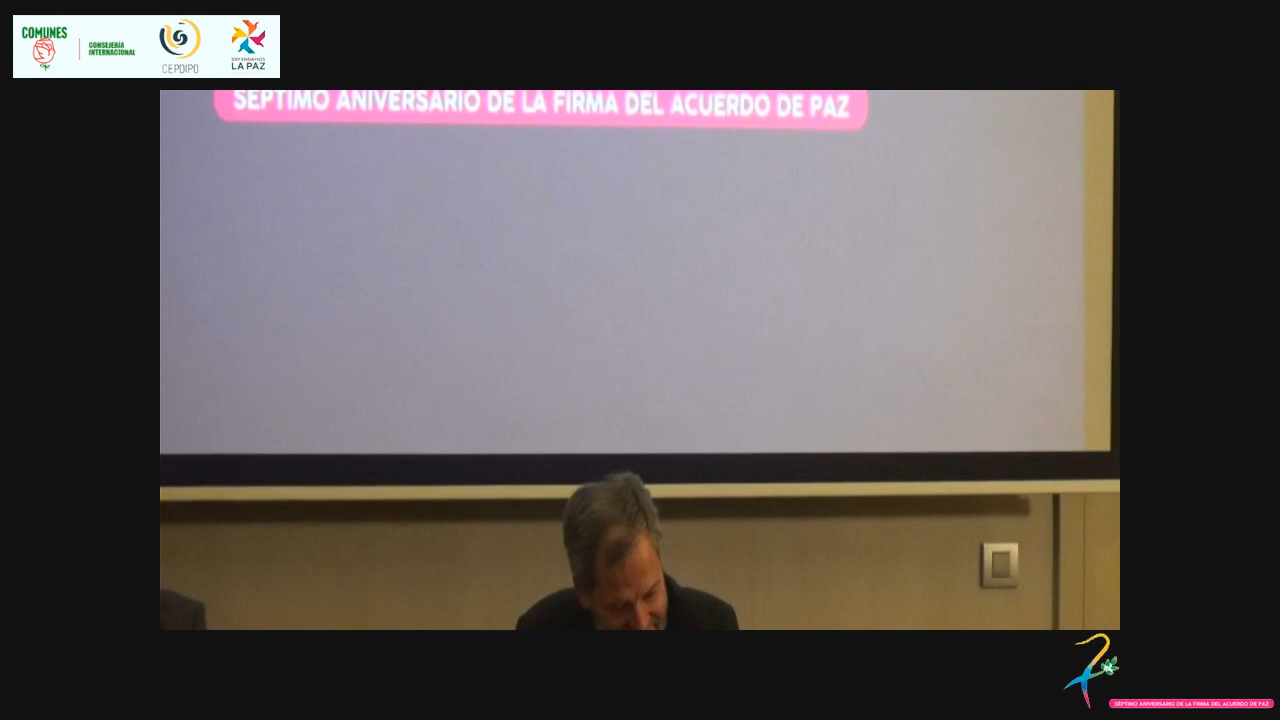 COMUNES
CONSEJERÍA
INTERNACIONAL
CEPDIPO
DEFENDAMOS
LA PAZ
SÉPTIMO ANIVERSARIO DE LA FIRMA DEL ACUERDO DE PAZ
SÉPTIMO ANIVERSARIO DE LA FIRMA DEL ACUERDO DE PAZ